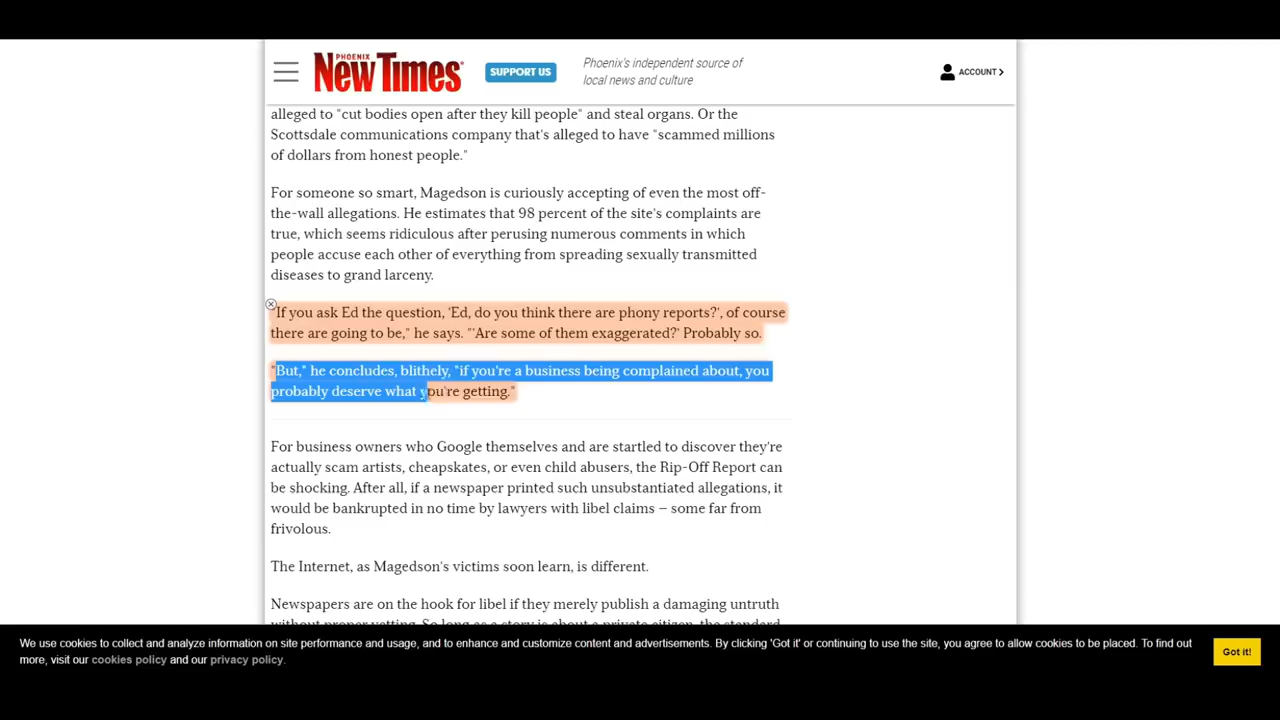 PHOENIX
New Times
SUPPORT US
Phoenix's independent source of
local news and culture
ACCOUNT
alleged to "cut bodies open after they kill people" and steal organs. Or the
Scottsdale communications company that's alleged to have "scammed millions
of dollars from honest people."
For someone so smart, Magedson is curiously accepting of even the most off-
the-wall allegations. He estimates that 98 percent of the site's complaints are
true, which seems ridiculous after perusing numerous comments in which
people accuse each other of everything from spreading sexually transmitted
diseases to grand larceny.
"If you ask Ed the question, 'Ed, do you think there are phony reports?', of course
there are going to be," he says. "'Are some of them exaggerated?' Probably so.
"But," he concludes, blithely, "if you're a business being complained about, you
probably deserve what you're getting."
For business owners who Google themselves and are startled to discover they're
actually scam artists, cheapskates, or even child abusers, the Rip-Off Report can
be shocking. After all, if a newspaper printed such unsubstantiated allegations, it
would be bankrupted in no time by lawyers with libel claims — some far from
frivolous.
The Internet, as Magedson's victims soon learn, is different.
Newspapers are on the hook for libel if they merely publish a damaging untruth
without proper vetting. So long as a story is about a private citizen, the standard
We use cookies to collect and analyze information on site performance and usage, and to enhance and customize content and advertisements. By clicking 'Got it' or continuing to use the site, you agree to allow cookies to be placed. To find out
more, visit our cookies policy and our privacy policy.
Got it!